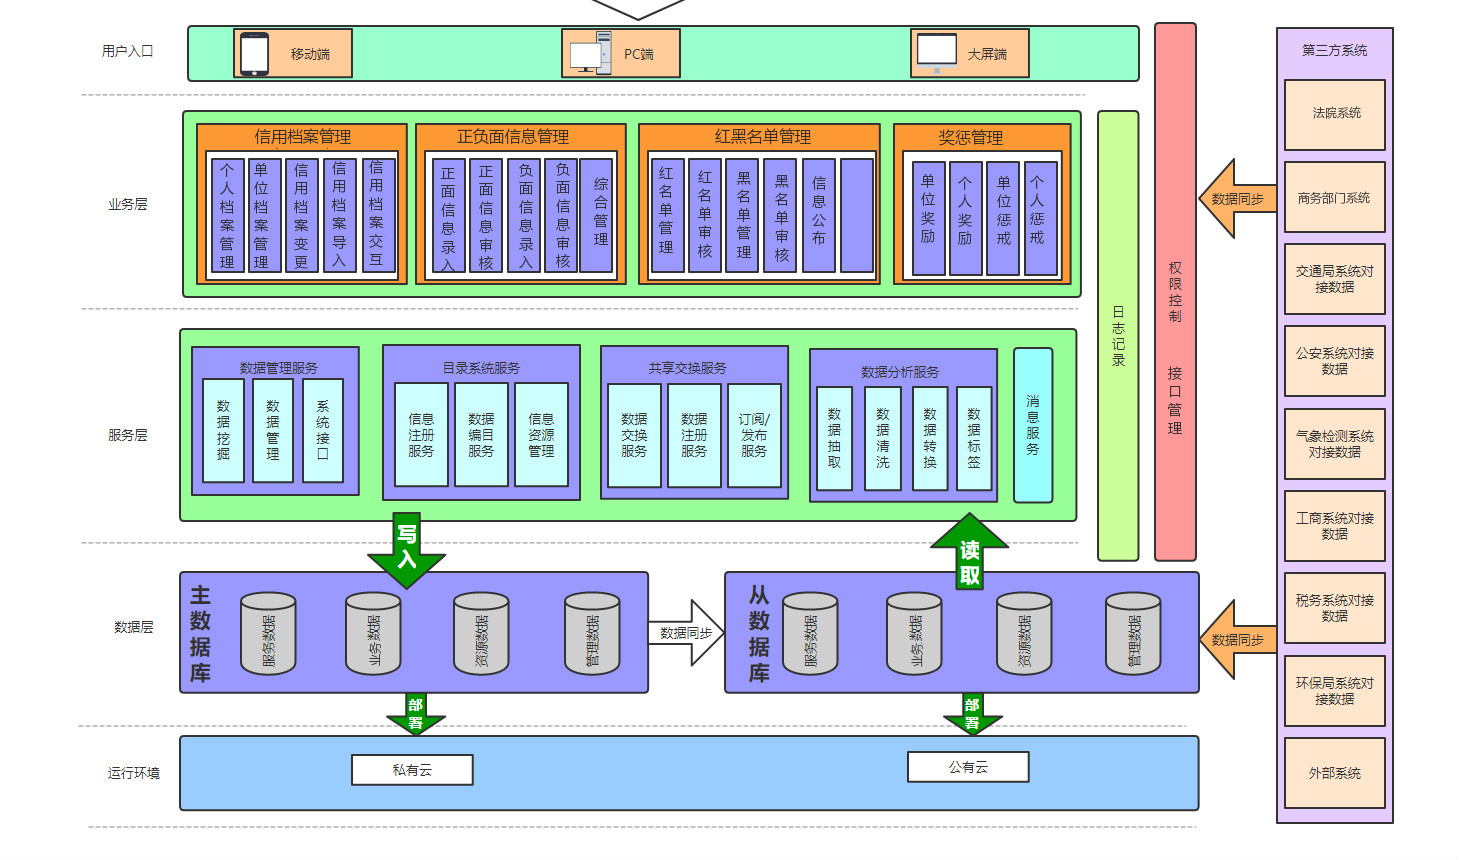 用户入口
移动端
PC端
大屏端
业务层
信用档案管理
个人档案管理
单位档案管理
信用档案变更
信用档案导入
信用档案交互
正负面信息管理
正面信息录入
正面信息审核
负面信息录入
负面信息审核
综合管理
红黑名单管理
红名单管理
红名单审核
黑名单管理
黑名单审核
信息公布
奖惩管理
单位奖励
个人奖励
单位惩戒
个人惩戒
服务层
数据管理服务
数据挖掘
数据管理
系统接口
目录系统服务
信息
注册
服务
数据
编目
服务
信息
资源
管理
共享交换服务
数据
交换
服务
数据
注册
服务
订阅/
发布
服务
数据分析服务
数据抽取
数据清洗
数据转换
数据标签
消息服务
日志记录
权限控制
接口管理
写入
读取
数据层
主数据库
服务数据
业务数据
资源数据
管理数据
数据同步
从数据库
服务数据
业务数据
资源数据
管理数据
部署
部署
运行环境
私有云
公有云
数据同步
数据同步
第三方系统
法院系统
商务部门系统
交通局系统对
接数据
公安系统对接
数据
气象检测系统
对接数据
工商系统对接
数据
税务系统对接
数据
环保局系统对
接数据
外部系统